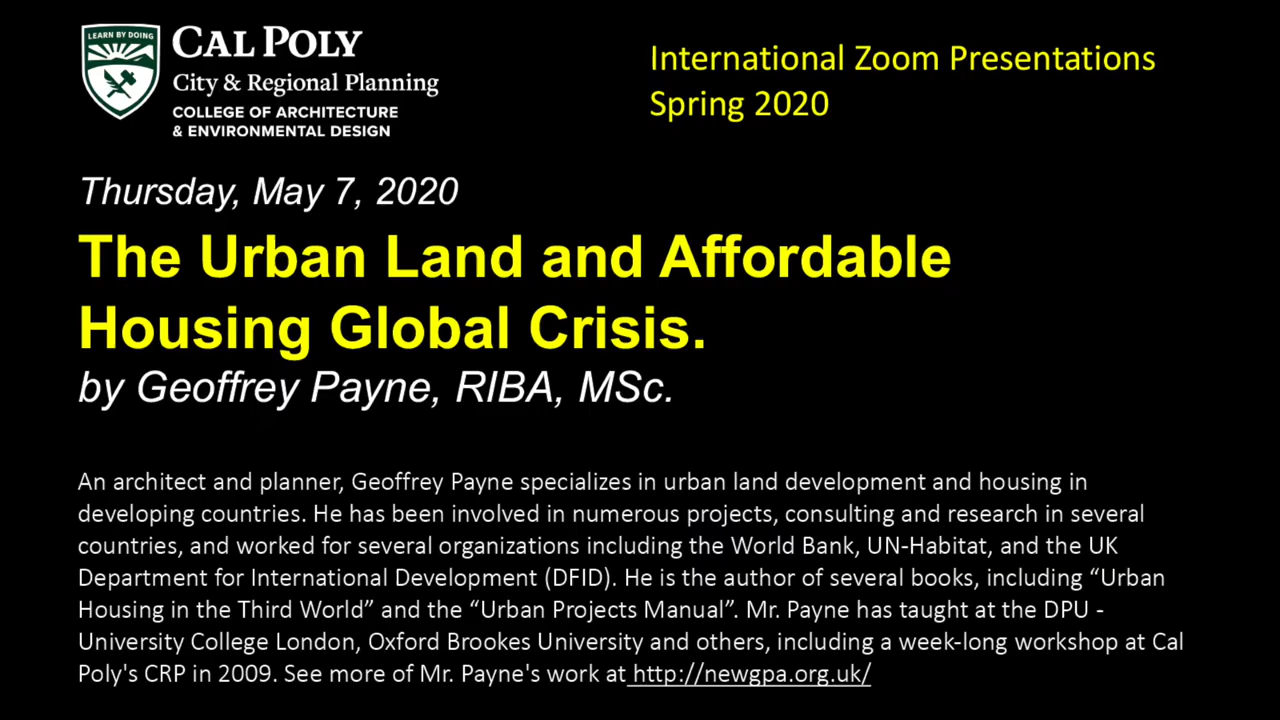 LEARN BY DOING
CAL POLY
City & Regional Planning
COLLEGE OF ARCHITECTURE
& ENVIRONMENTAL DESIGN
International Zoom Presentations
Spring 2020
Thursday, May 7, 2020
The Urban Land and Affordable
Housing Global Crisis.
by Geoffrey Payne, RIBA, MSc.
An architect and planner, Geoffrey Payne specializes in urban land development and housing in
developing countries. He has been involved in numerous projects, consulting and research in several
countries, and worked for several organizations including the World Bank, UN-Habitat, and the UK
Department for International Development (DFID). He is the author of several books, including “Urban
Housing in the Third World” and the “Urban Projects Manual”. Mr. Payne has taught at the DPU -
University College London, Oxford Brookes University and others, including a week-long workshop at Cal
Poly's CRP in 2009. See more of Mr. Payne's work at http://newgpa.org.uk/